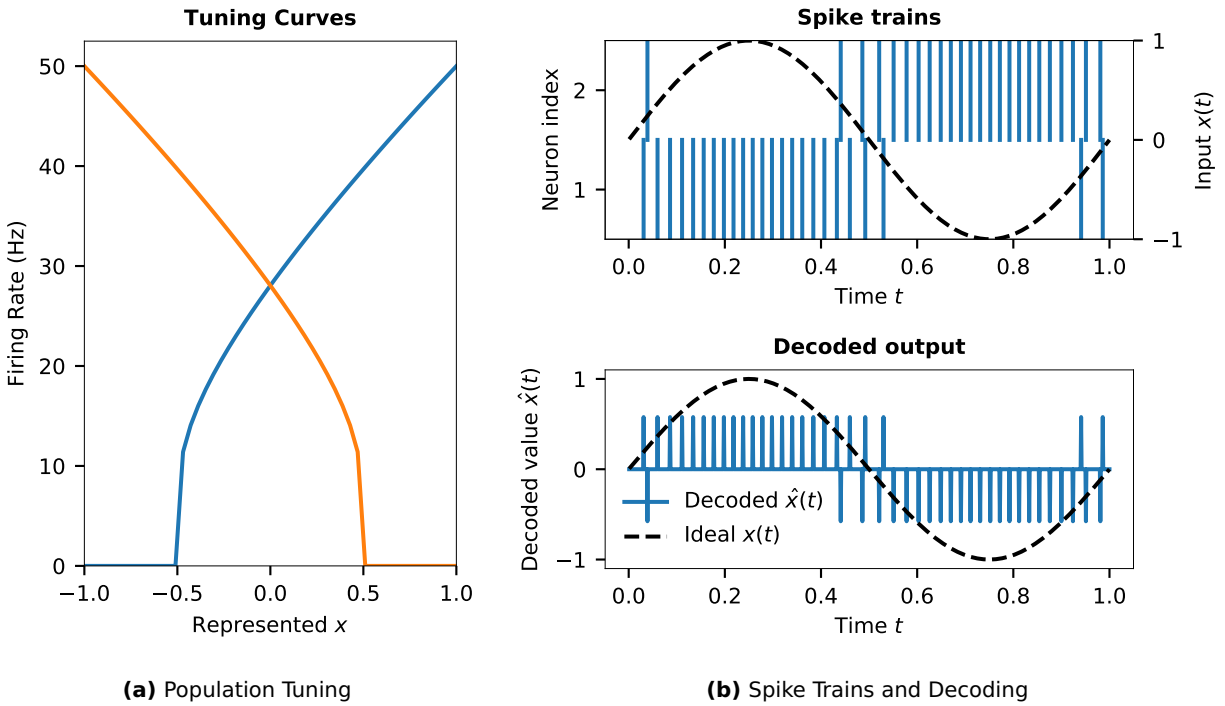 Tuning Curves
Firing Rate (Hz)
50
40
30
20
10
0
−1.0 −0.5 0.0 0.5 1.0
Represented x
(a) Population Tuning
Spike trains
Neuron index
2
1
1
0
−1
Input x(t)
0.0 0.2 0.4 0.6 0.8 1.0
Time t
Decoded output
Decoded value x̂(t)
1
0
−1
Decoded x̂(t)
Ideal x(t)
0.0 0.2 0.4 0.6 0.8 1.0
Time t
(b) Spike Trains and Decoding